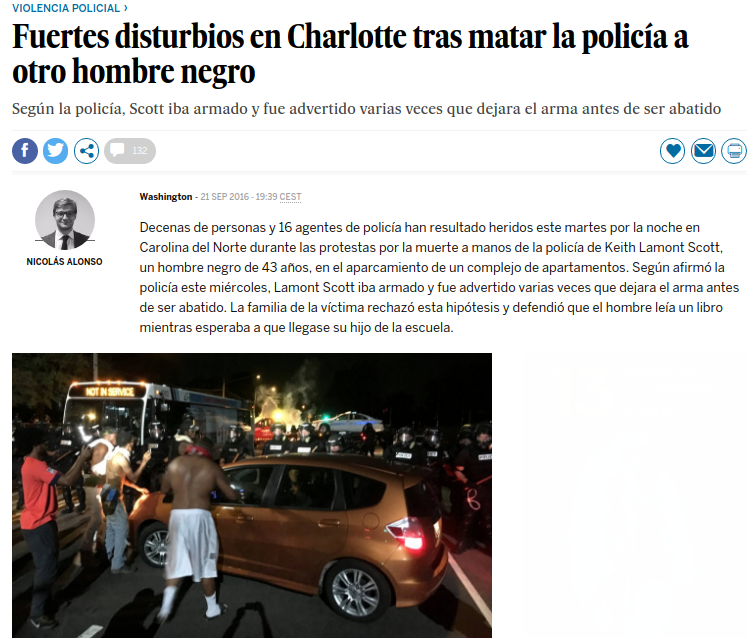 VIOLENCIA POLICIAL ›
Fuertes disturbios en Charlotte tras matar la policía a
otro hombre negro
Según la policía, Scott iba armado y fue advertido varias veces que dejara el arma antes de ser abatido
132
Washington - 21 SEP 2016 - 19:39 CEST
NICOLÁS ALONSO
Decenas de personas y 16 agentes de policía han resultado heridos este martes por la noche en
Carolina del Norte durante las protestas por la muerte a manos de la policía de Keith Lamont Scott,
un hombre negro de 43 años, en el aparcamiento de un complejo de apartamentos. Según afirmó la
policía este miércoles, Lamont Scott iba armado y fue advertido varias veces que dejara el arma antes
de ser abatido. La familia de la víctima rechazó esta hipótesis y defendió que el hombre leía un libro
mientras esperaba a que llegase su hijo de la escuela.
NOT IN SERVICE